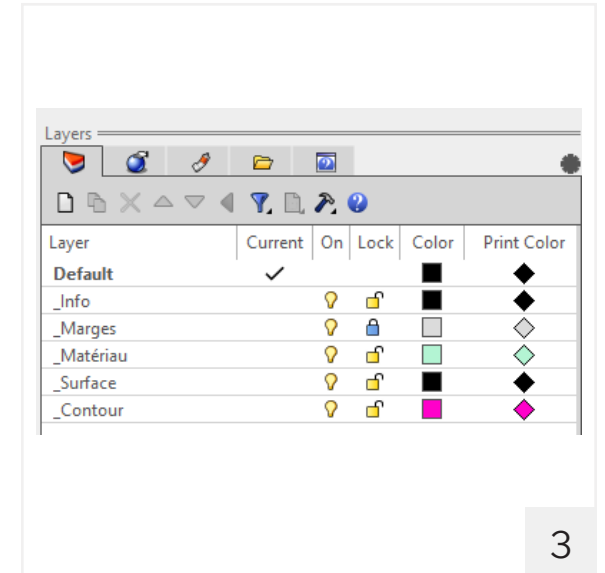 Layers
Layer Current On Lock Color Print Color
Default
_Info
_Marges
_Matériau
_Surface
_Contour
3